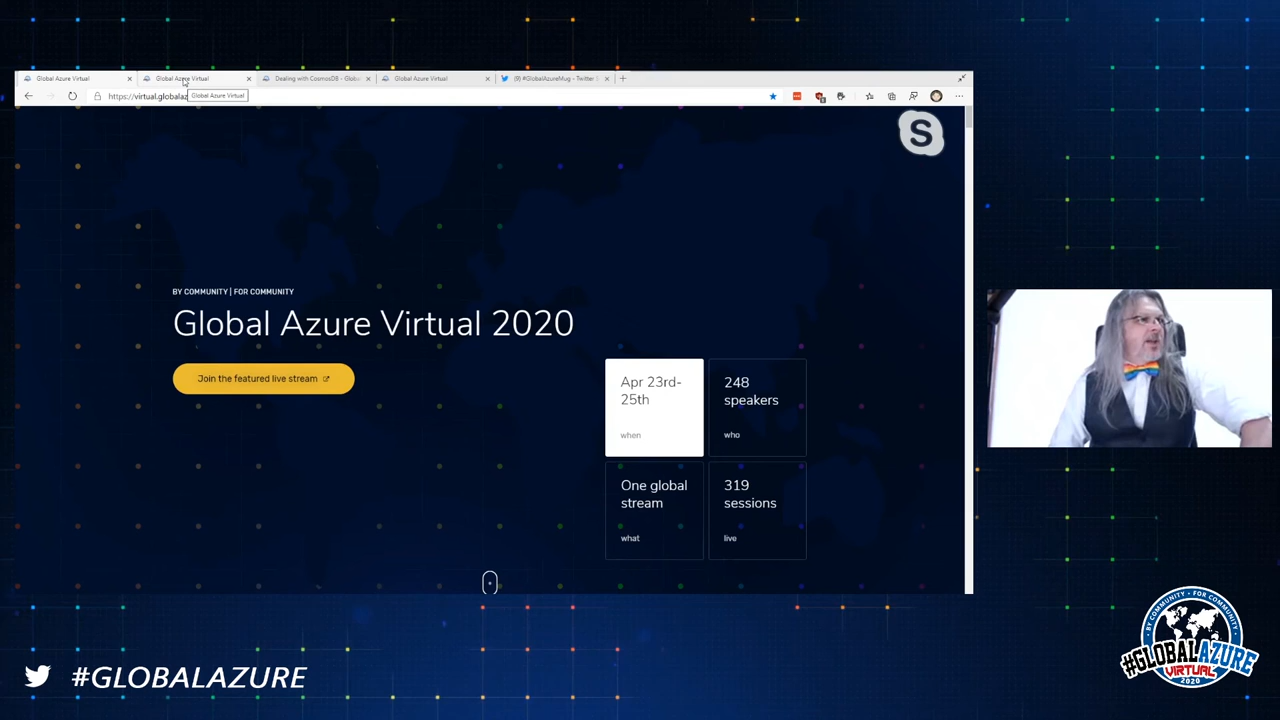 Global Azure Virtual
Global Azure Virtual
Dealing with CosmosDB - Globa
Global Azure Virtual
(9) #GlobalAzureMug - Twitter S
https://virtual.globalaz
Global Azure Virtual
S
BY COMMUNITY | FOR COMMUNITY
Global Azure Virtual 2020
Join the featured live stream
Apr 23rd-
25th
when
248
speakers
who
One global
stream
what
319
sessions
live
#GLOBALAZURE
BY COMMUNITY • FOR COMMUNITY
#GLOBALAZURE
VIRTUAL
2020